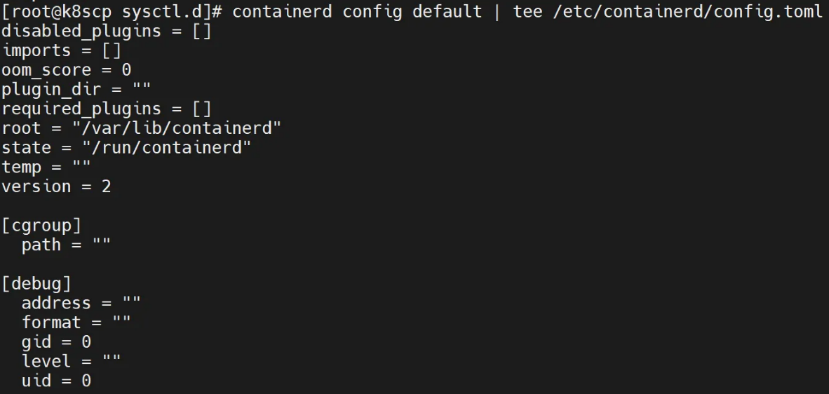 [root@k8scp sysctl.d]# containerd config default | tee /etc/containerd/config.toml
disabled_plugins = []
imports = []
oom_score = 0
plugin_dir = ""
required_plugins = []
root = "/var/lib/containerd"
state = "/run/containerd"
temp = ""
version = 2

[cgroup]
  path = ""

[debug]
  address = ""
  format = ""
  gid = 0
  level = ""
  uid = 0